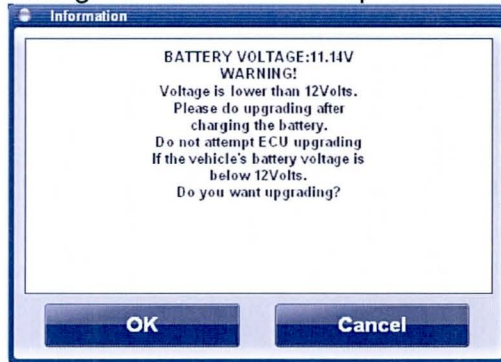 Information
BATTERY VOLTAGE:11.14V
WARNING!
Voltage is lower than 12Volts.
Please do upgrading after
charging the battery.
Do not attempt ECU upgrading
If the vehicle's battery voltage is
below 12Volts.
Do you want upgrading?
OK
Cancel